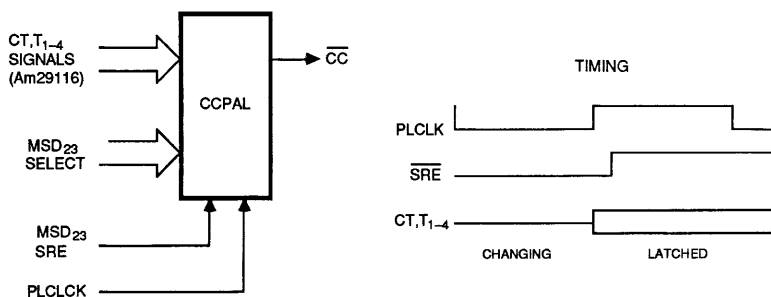 CT,T1–4
SIGNALS
(Am29116)
CCPAL
CC
MSD23
SELECT
MSD23
SRE
PLCLCK
TIMING
PLCLK
SRE
CT,T1–4
CHANGING
LATCHED